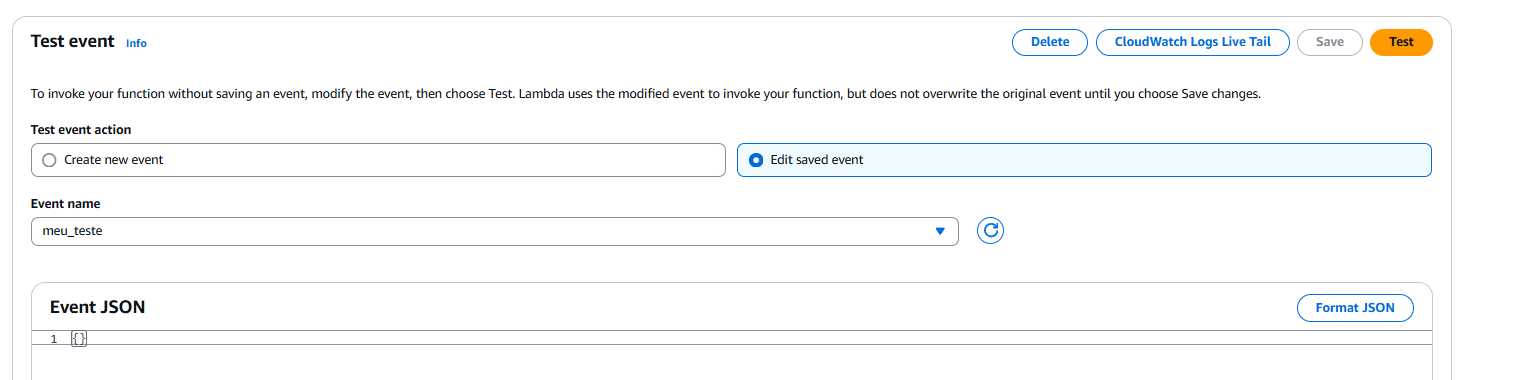 Test event Info Delete CloudWatch Logs Live Tail Save Test
To invoke your function without saving an event, modify the event, then choose Test. Lambda uses the modified event to invoke your function, but does not overwrite the original event until you choose Save changes.
Test event action
Create new event Edit saved event
Event name
meu_teste
Event JSON Format JSON
1 {}